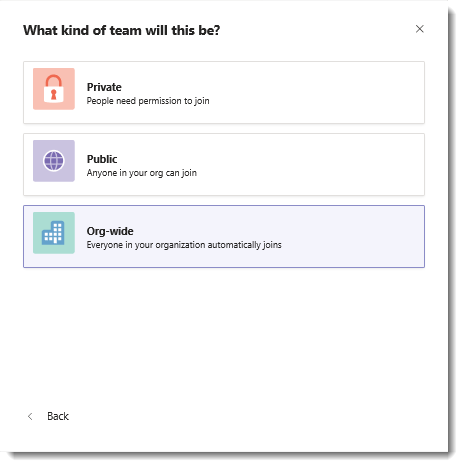 What kind of team will this be?
Private
People need permission to join
Public
Anyone in your org can join
Org-wide
Everyone in your organization automatically joins
Back